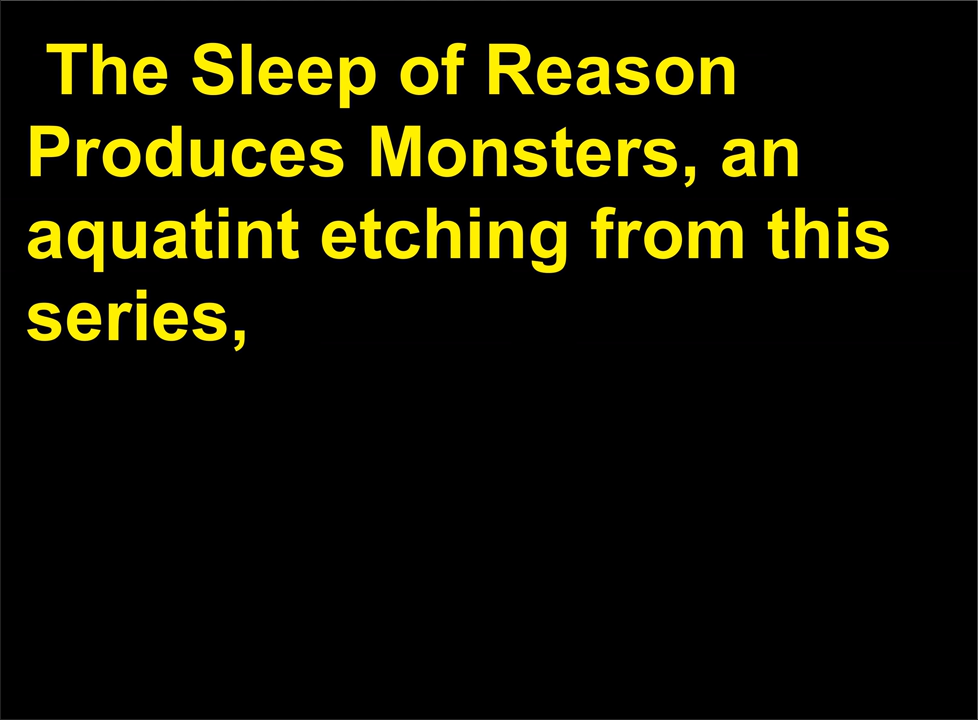 The Sleep of Reason
Produces Monsters, an
aquatint etching from this
series,